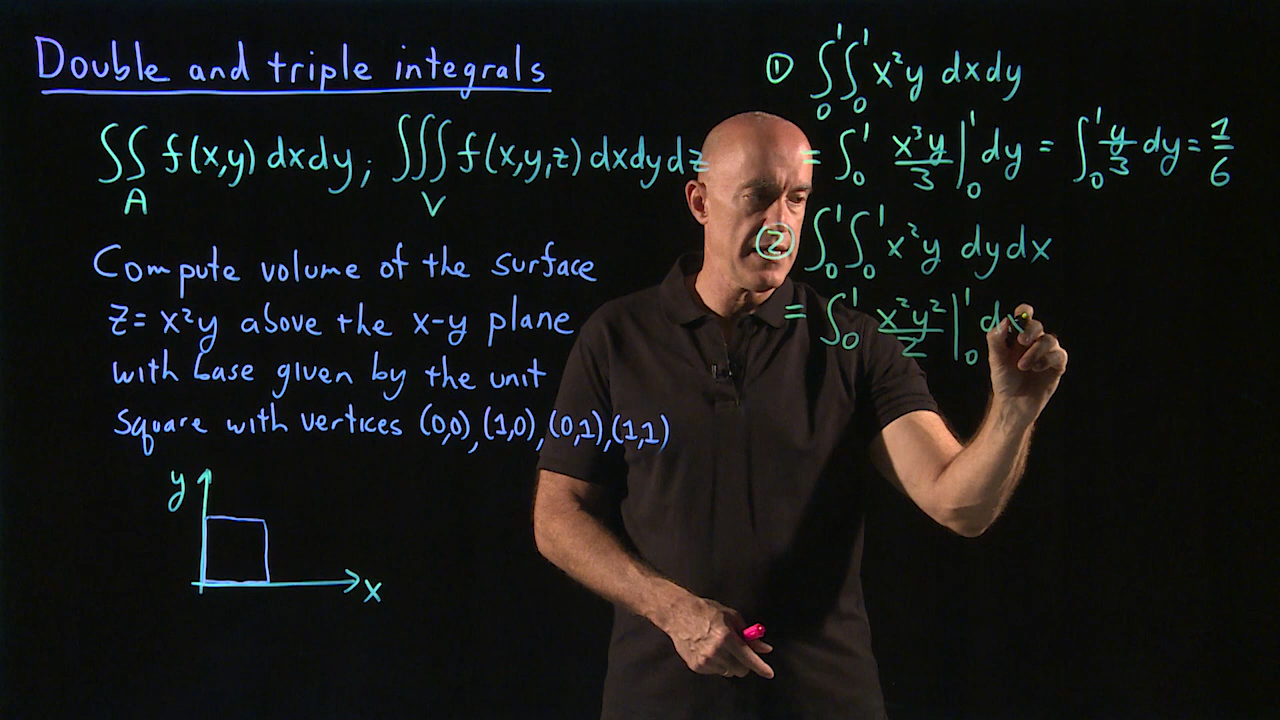 Double and triple integrals
∬_A f(x,y) dxdy; ∭_V f(x,y,z) dxdydz
Compute volume of the surface
z = x²y above the x-y plane
with base given by the unit
square with vertices (0,0), (1,0), (0,1), (1,1)
y
x
① ∫₀¹∫₀¹ x²y dxdy
= ∫₀¹ x³y/3 |₀¹ dy = ∫₀¹ y/3 dy = 1/6
② ∫₀¹∫₀¹ x²y dydx
= ∫₀¹ x²y²/2 |₀¹ dx